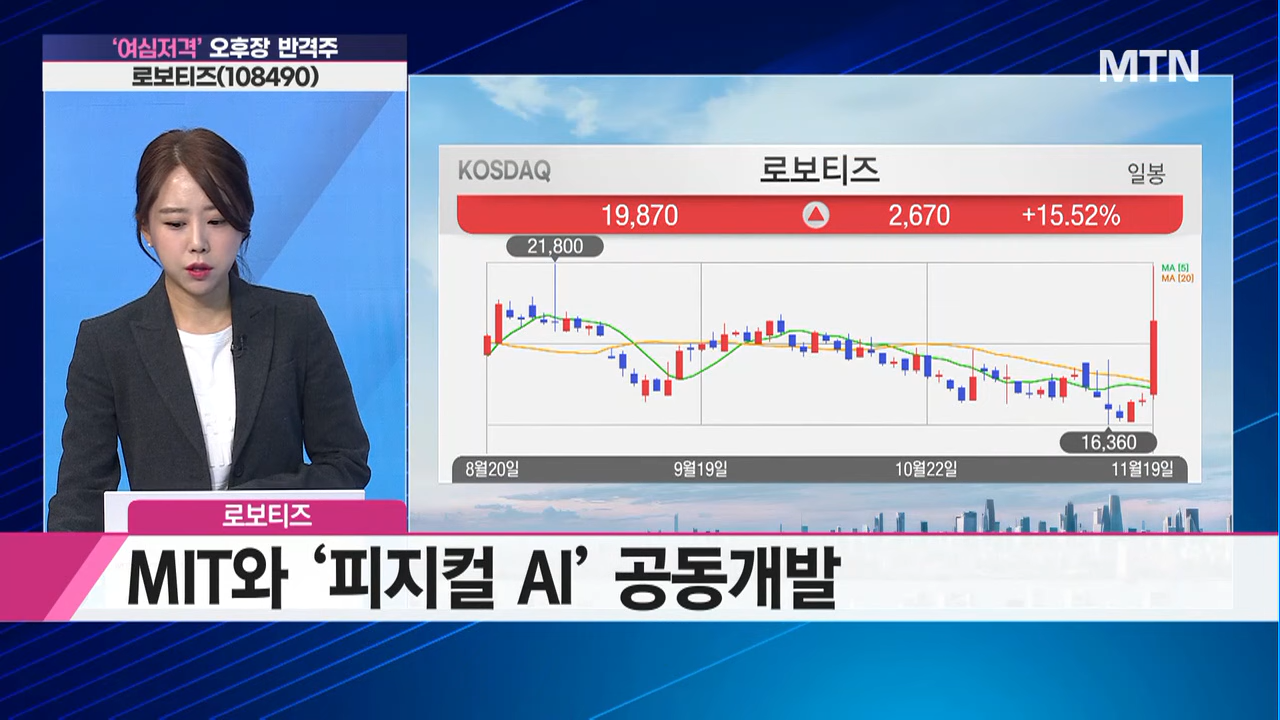 ‘여심저격’ 오후장 반격주
로보티즈(108490)
MTN
KOSDAQ
로보티즈
일봉
19,870
2,670
+15.52%
21,800
MA [5]
MA [20]
16,360
8월20일
9월19일
10월22일
11월19일
로보티즈
MIT와 ‘피지컬 AI’ 공동개발